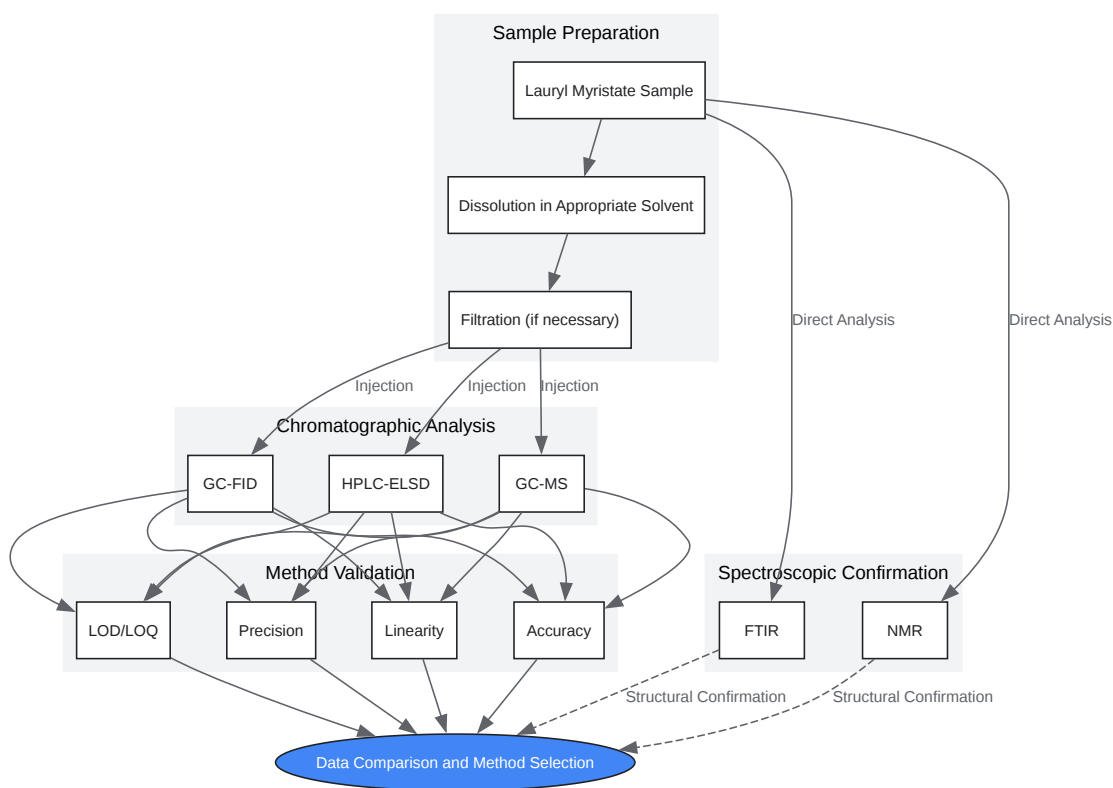 Sample Preparation
Lauryl Myristate Sample
Dissolution in Appropriate Solvent
Filtration (if necessary)
Direct Analysis
Direct Analysis
Injection
Injection
Injection
Chromatographic Analysis
GC-FID
HPLC-ELSD
GC-MS
Method Validation
Spectroscopic Confirmation
LOD/LOQ
Precision
Linearity
Accuracy
FTIR
NMR
Structural Confirmation
Structural Confirmation
Data Comparison and Method Selection